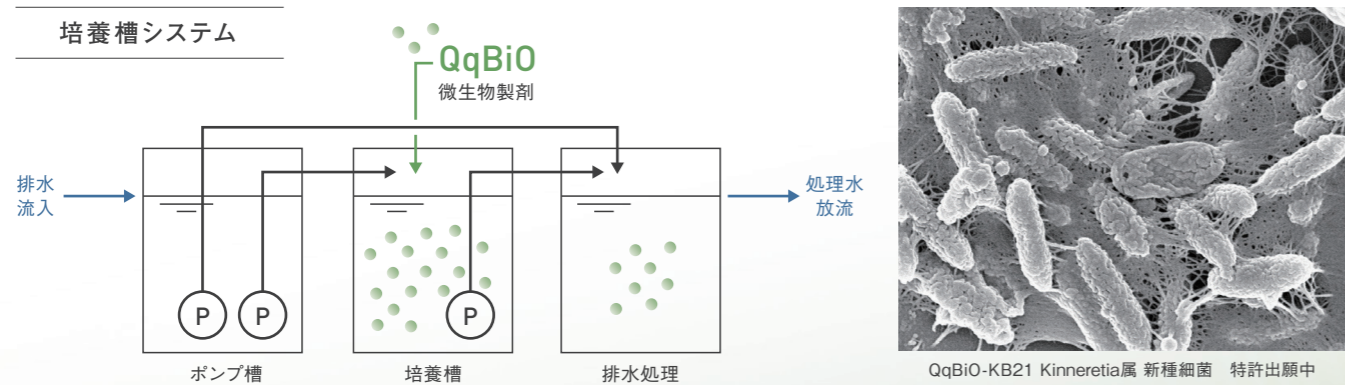 培養槽システム
QqBiO
微生物製剤
排水
流入
処理水
放流
P
P
P
ポンプ槽
培養槽
排水処理
QqBiO-KB21 Kinneretia属 新種細菌　特許出願中